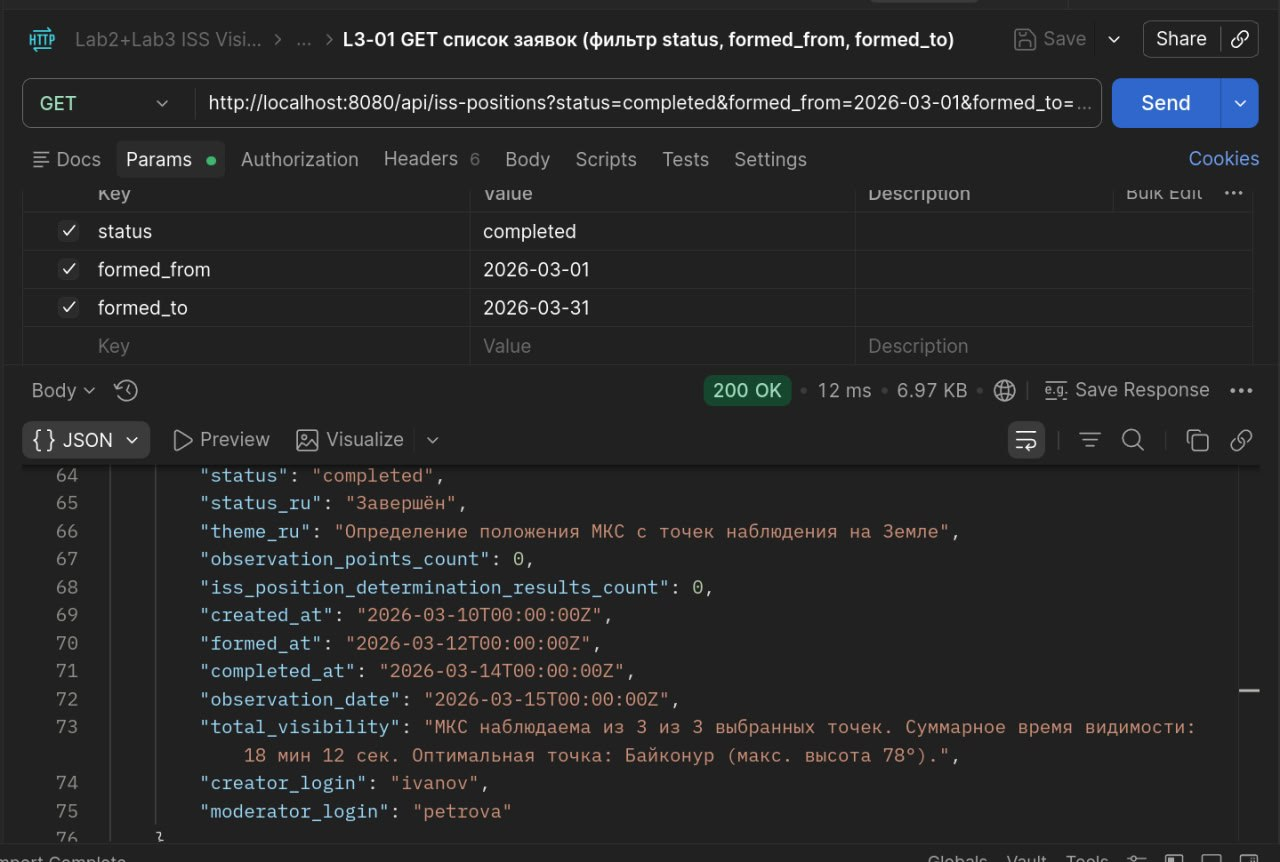 HTTP Lab2+Lab3 ISS Visi... > ... > L3-01 GET список заявок (фильтр status, formed_from, formed_to) Save Share
GET http://localhost:8080/api/iss-positions?status=completed&formed_from=2026-03-01&formed_to=... Send
Docs Params Authorization Headers 6 Body Scripts Tests Settings Cookies
Key Value Description Bulk Edit ...
status completed
formed_from 2026-03-01
formed_to 2026-03-31
Key Value Description
Body 200 OK • 12 ms • 6.97 KB • e.g. Save Response ...
{ } JSON Preview Visualize
64 "status": "completed",
65 "status_ru": "Завершён",
66 "theme_ru": "Определение положения МКС с точек наблюдения на Земле",
67 "observation_points_count": 0,
68 "iss_position_determination_results_count": 0,
69 "created_at": "2026-03-10T00:00:00Z",
70 "formed_at": "2026-03-12T00:00:00Z",
71 "completed_at": "2026-03-14T00:00:00Z",
72 "observation_date": "2026-03-15T00:00:00Z",
73 "total_visibility": "МКС наблюдаема из 3 из 3 выбранных точек. Суммарное время видимости:
18 мин 12 сек. Оптимальная точка: Байконур (макс. высота 78°).",
74 "creator_login": "ivanov",
75 "moderator_login": "petrova"
76 }
mport Complete Globals Vault Tools